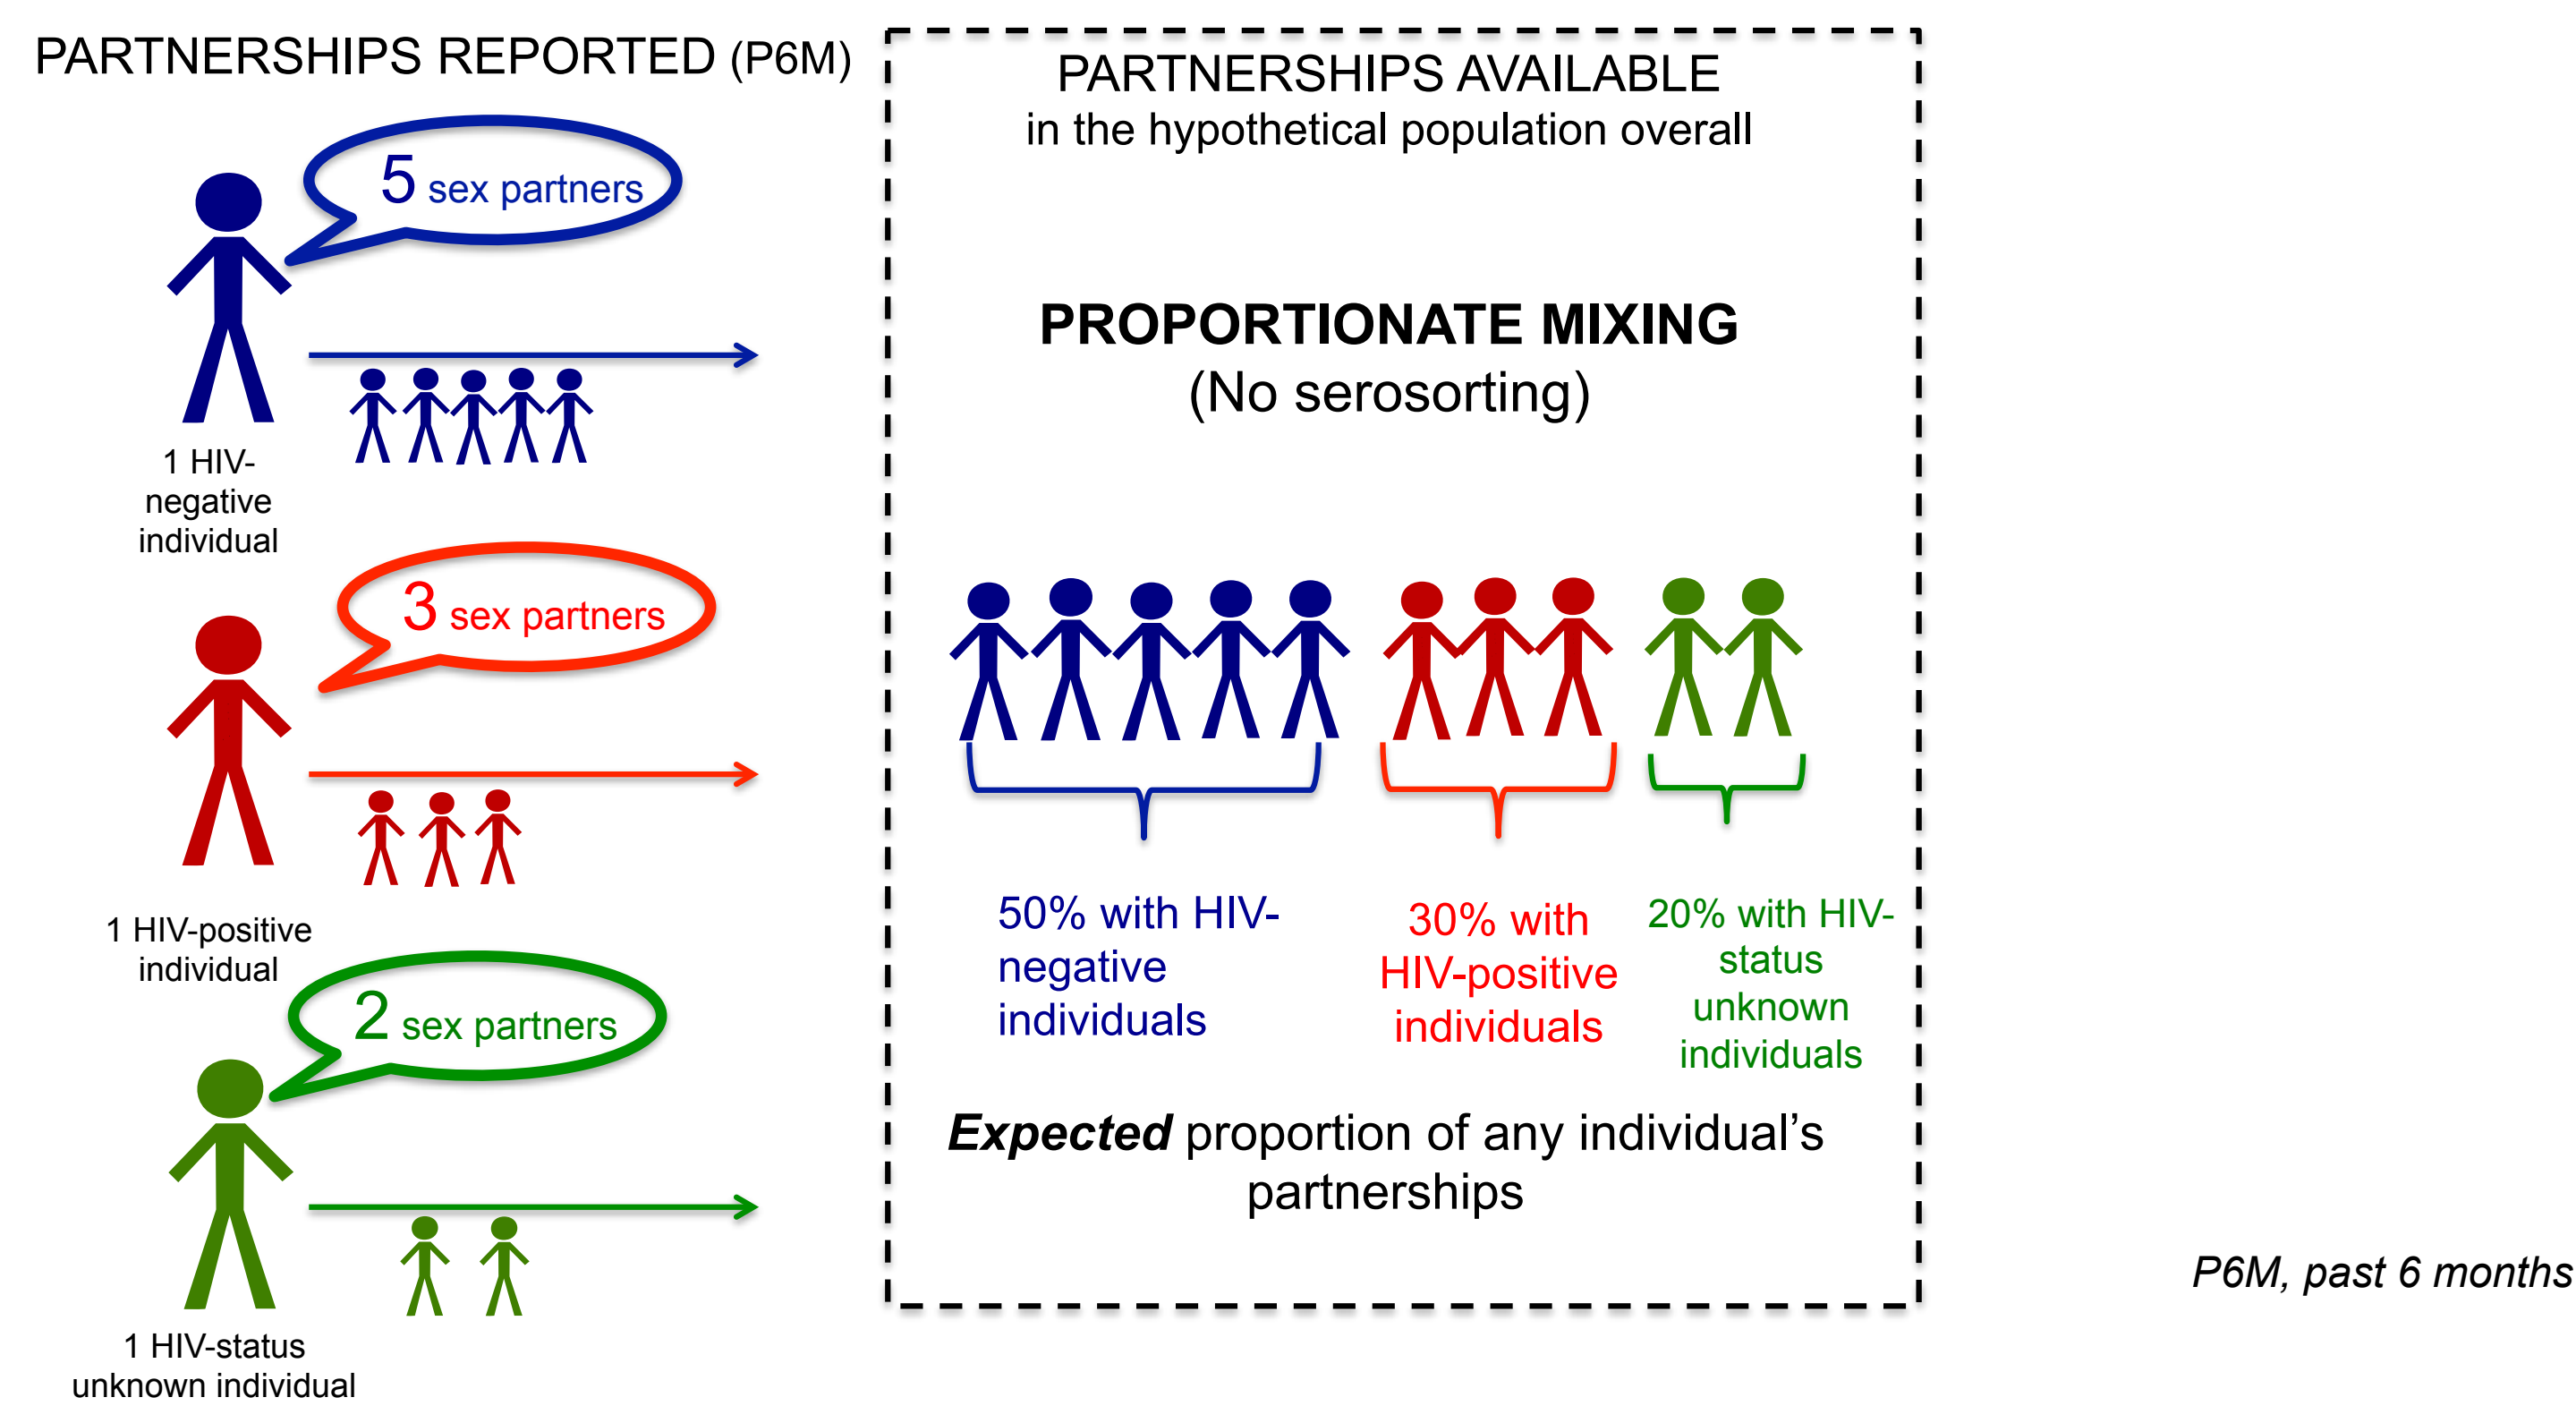 PARTNERSHIPS REPORTED (P6M)
5 sex partners
1 HIV-
negative
individual
3 sex partners
1 HIV-positive
individual
2 sex partners
1 HIV-status
unknown individual
PARTNERSHIPS AVAILABLE
in the hypothetical population overall
PROPORTIONATE MIXING
(No serosorting)
50% with HIV-
negative
individuals
30% with
HIV-positive
individuals
20% with HIV-
status
unknown
individuals
Expected proportion of any individual’s
partnerships
P6M, past 6 months